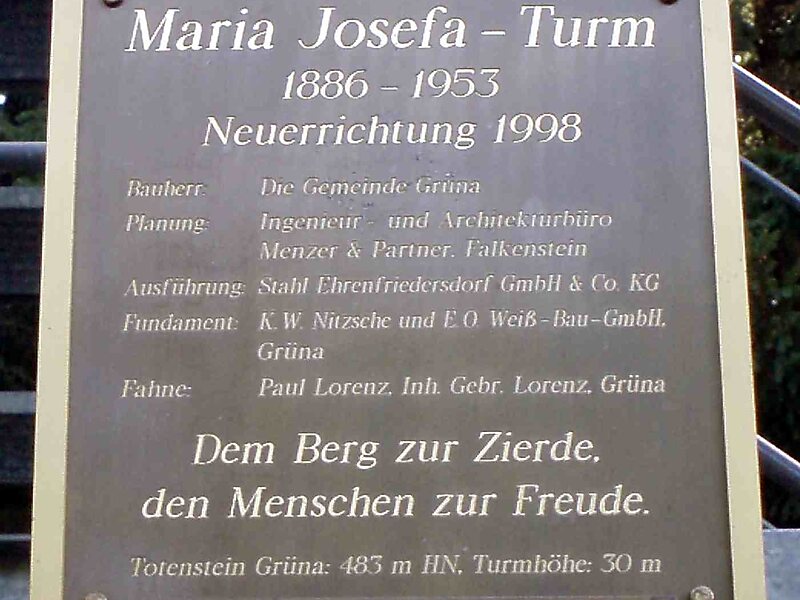 Maria Josefa - Turm
1886 - 1953
Neuerrichtung 1998
Bauherr: Die Gemeinde Grüna
Planung: Ingenieur - und Architekturbüro
Menzer & Partner, Falkenstein
Ausführung: Stahl Ehrenfriedersdorf GmbH & Co. KG
Fundament: K. W. Nitzsche und E. O. Weiß-Bau-GmbH,
Grüna
Fahne: Paul Lorenz, Inh. Gebr. Lorenz, Grüna
Dem Berg zur Zierde,
den Menschen zur Freude.
Totenstein Grüna: 483 m HN, Turmhöhe: 30 m